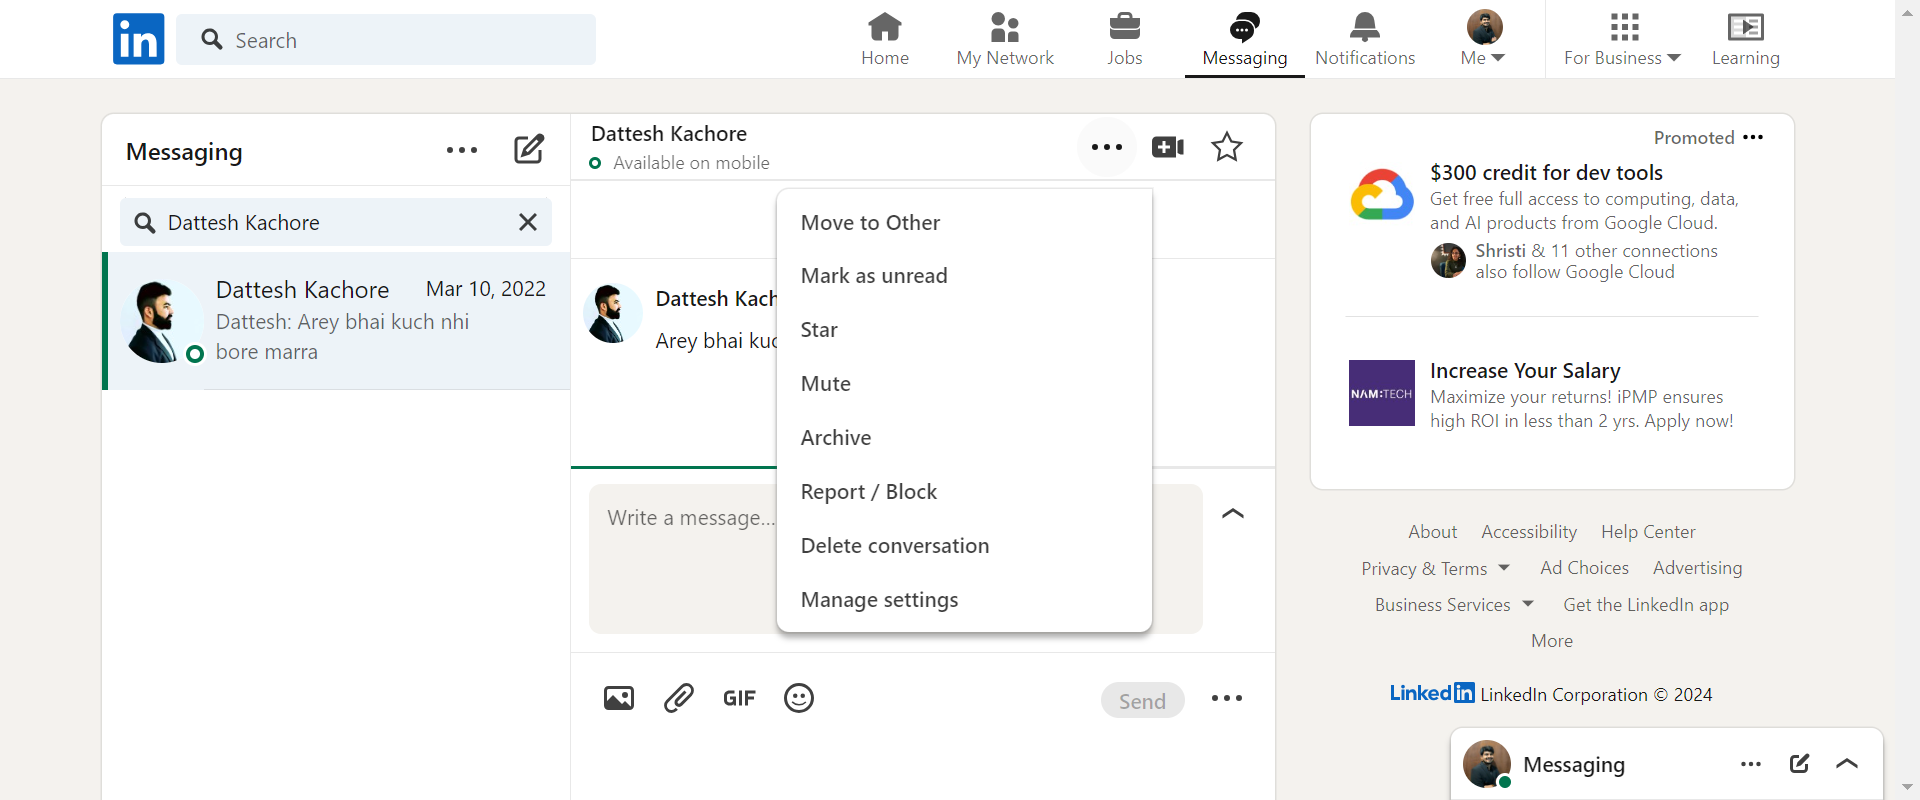 in
Search
Home
My Network
Jobs
Messaging
Notifications
Me
For Business
Learning
Messaging
Dattesh Kachore
Dattesh Kachore
Mar 10, 2022
Dattesh: Arey bhai kuch nhi
bore marra
Dattesh Kachore
Available on mobile
Dattesh Kach
Arey bhai kuc
Move to Other
Mark as unread
Star
Mute
Archive
Report / Block
Delete conversation
Manage settings
Write a message...
GIF
Send
Promoted
$300 credit for dev tools
Get free full access to computing, data,
and AI products from Google Cloud.
Shristi & 11 other connections
also follow Google Cloud
NAM:TECH
Increase Your Salary
Maximize your returns! iPMP ensures
high ROI in less than 2 yrs. Apply now!
About Accessibility Help Center
Privacy & Terms Ad Choices Advertising
Business Services Get the LinkedIn app
More
LinkedIn LinkedIn Corporation © 2024
Messaging